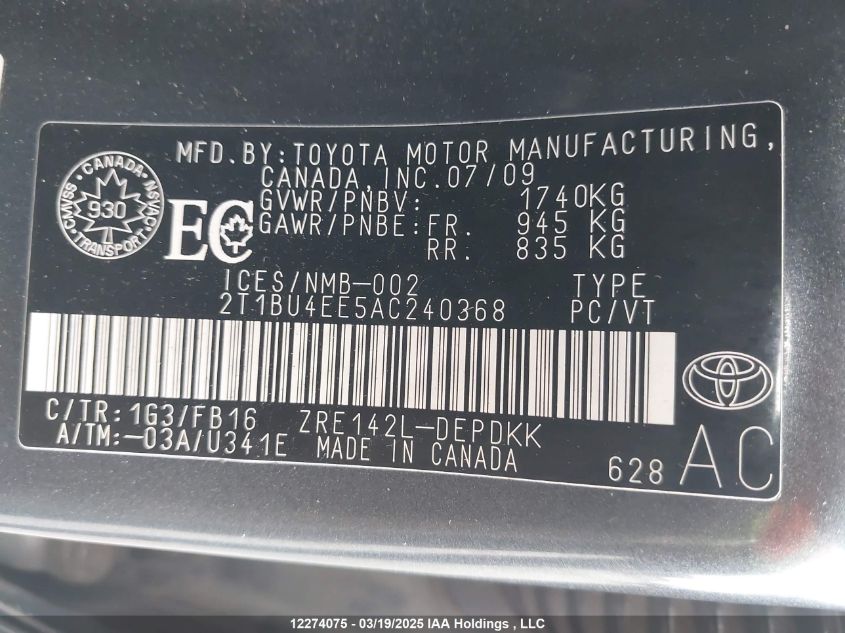 MFD.BY:TOYOTA MOTOR MANUFACTURING,
CANADA, INC. 07/09
CANADA·NSVAC·TRANSPORT·CMVSS
930
EC
GVWR/PNBV: 1740KG
GAWR/PNBE: FR. 945 KG
RR. 835 KG
ICES/NMB-002 TYPE
2T1BU4EE5AC240368 PC/VT
C/TR: 1G3/FB16 ZRE142L-DEPDKK
A/TM:-03A/U341E MADE IN CANADA
628 AC
12274075 - 03/19/2025 IAA Holdings , LLC